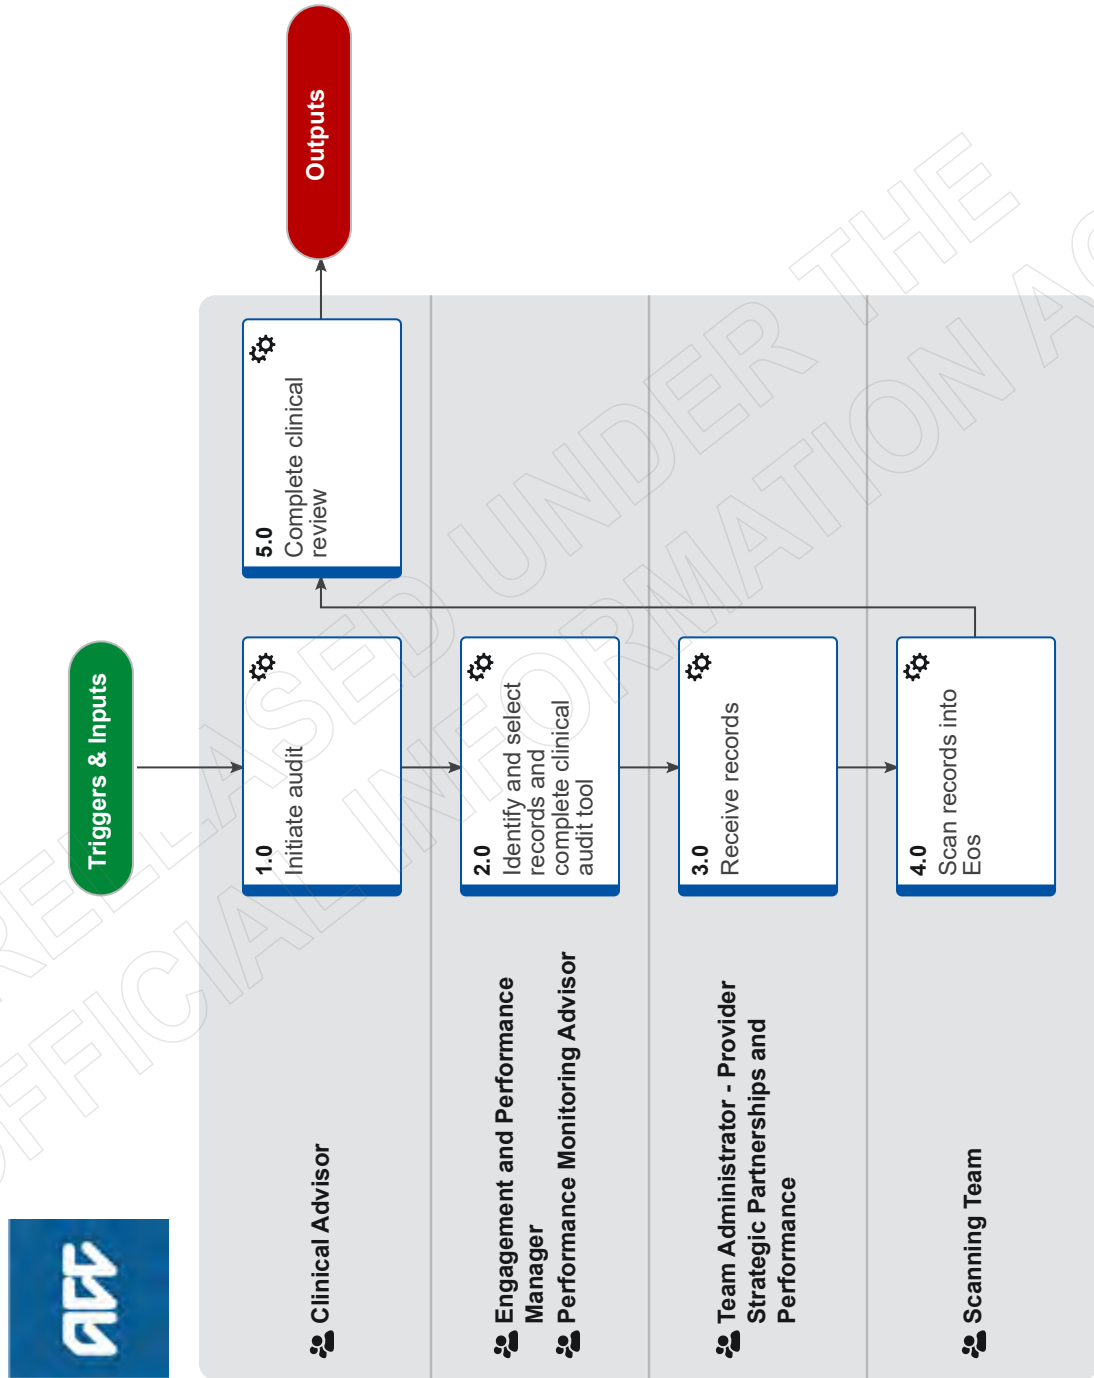 acc
Triggers & Inputs
Outputs
Clinical Advisor
1.0
Initiate audit
5.0
Complete clinical
review
Engagement and Performance
Manager
Performance Monitoring Advisor
2.0
Identify and select
records and
complete clinical
audit tool
Team Administrator - Provider
Strategic Partnerships and
Performance
3.0
Receive records
Scanning Team
4.0
Scan records into
Eos
RELEASED UNDER THE
OFFICIAL INFORMATION AC